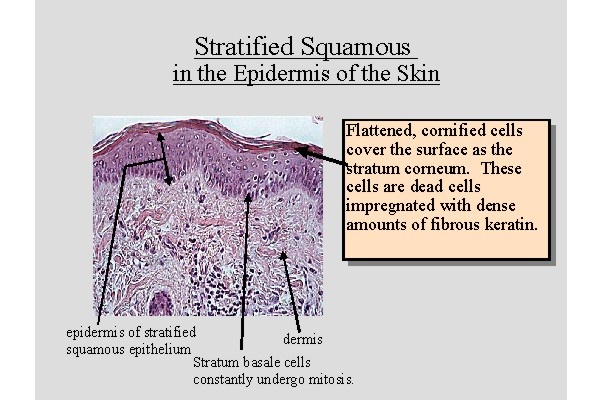 Stratified Squamous
in the Epidermis of the Skin
Flattened, cornified cells
cover the surface as the
stratum corneum. These
cells are dead cells
impregnated with dense
amounts of fibrous keratin.
epidermis of stratified
squamous epithelium
dermis
Stratum basale cells
constantly undergo mitosis.